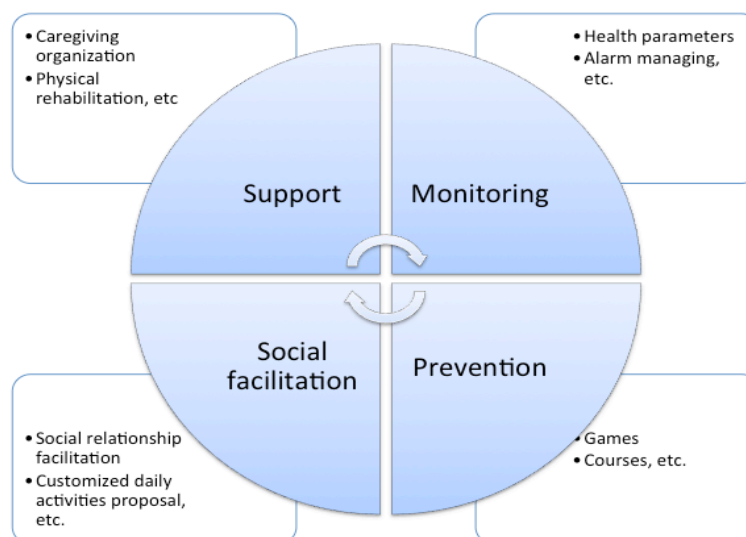 • Caregiving
organization
• Physical
rehabilitation, etc
• Health parameters
• Alarm managing,
etc.
Support
Monitoring
Social
facilitation
Prevention
• Social relationship
facilitation
• Customized daily
activities proposal,
etc.
• Games
• Courses, etc.